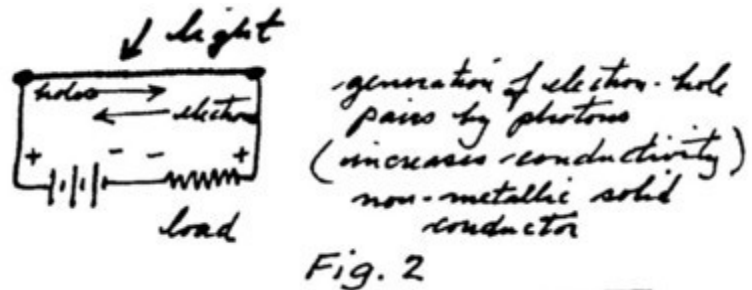 light
holes
electrons
+ - - +
load
generation of electron-hole
pairs by photons
(increases conductivity)
non-metallic solid
conductor
Fig. 2